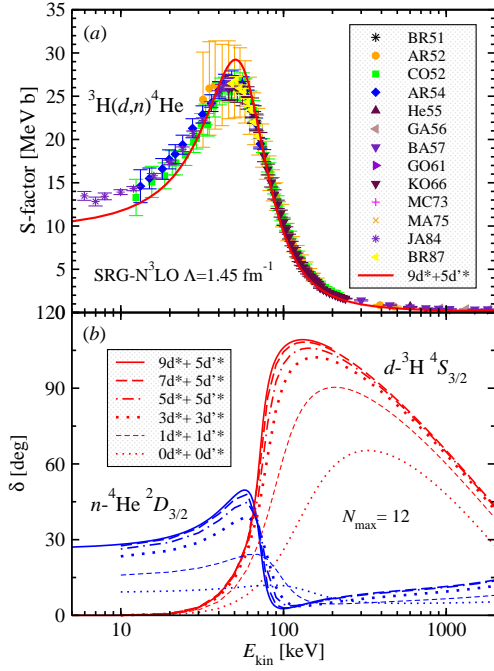 (a)
³H(d,n)⁴He
S-factor [MeV b]
35
30
25
20
15
10
5
SRG-N³LO Λ=1.45 fm⁻¹
BR51
AR52
CO52
AR54
He55
GA56
BA57
GO61
KO66
MC73
MA75
JA84
BR87
9d*+5d'*
(b)
120
90
60
30
0
δ [deg]
9d*+ 5d'*
7d*+ 5d'*
5d*+ 5d'*
3d*+ 3d'*
1d*+ 1d'*
0d*+ 0d'*
d-³H ⁴S₃/₂
n-⁴He ²D₃/₂
Nmax = 12
10
100
1000
Ekin [keV]